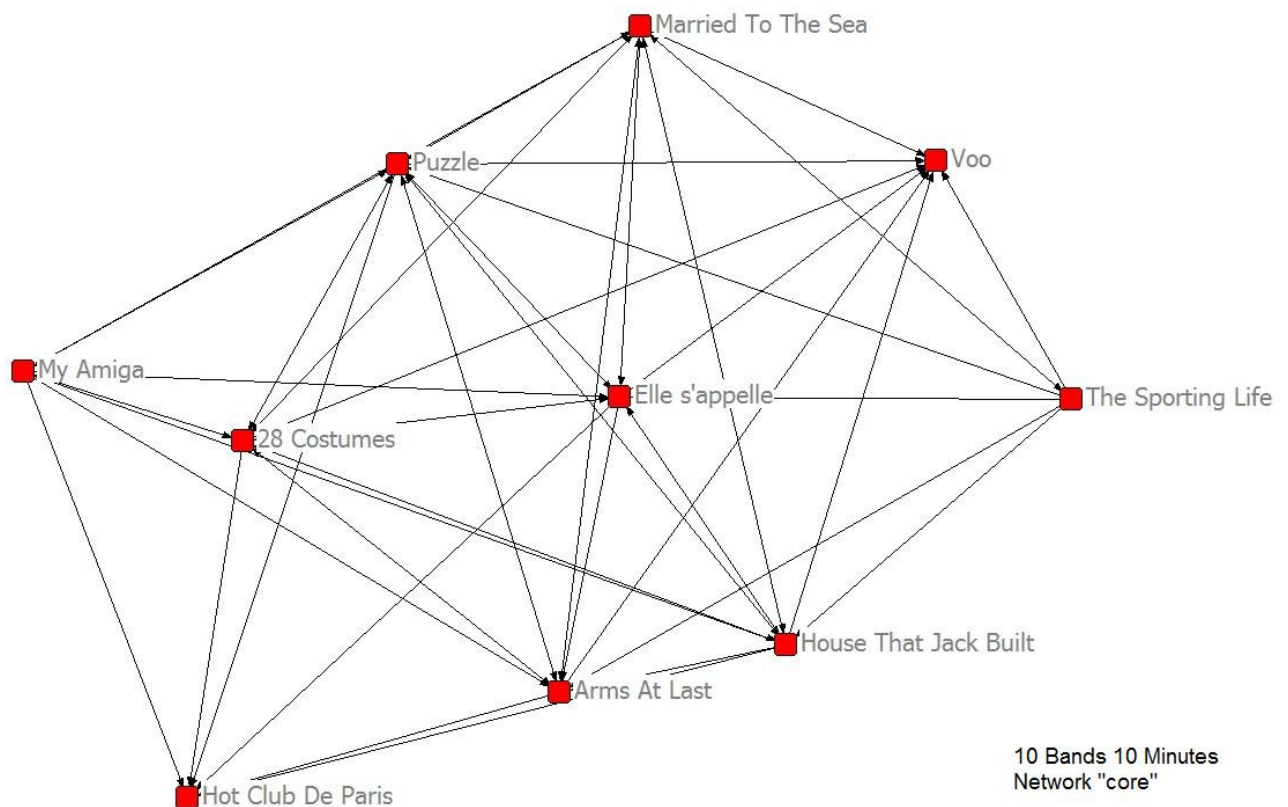 Married To The Sea
Puzzle
Voo
My Amiga
Elle s'appelle
The Sporting Life
28 Costumes
House That Jack Built
Arms At Last
Hot Club De Paris
10 Bands 10 Minutes
Network "core"